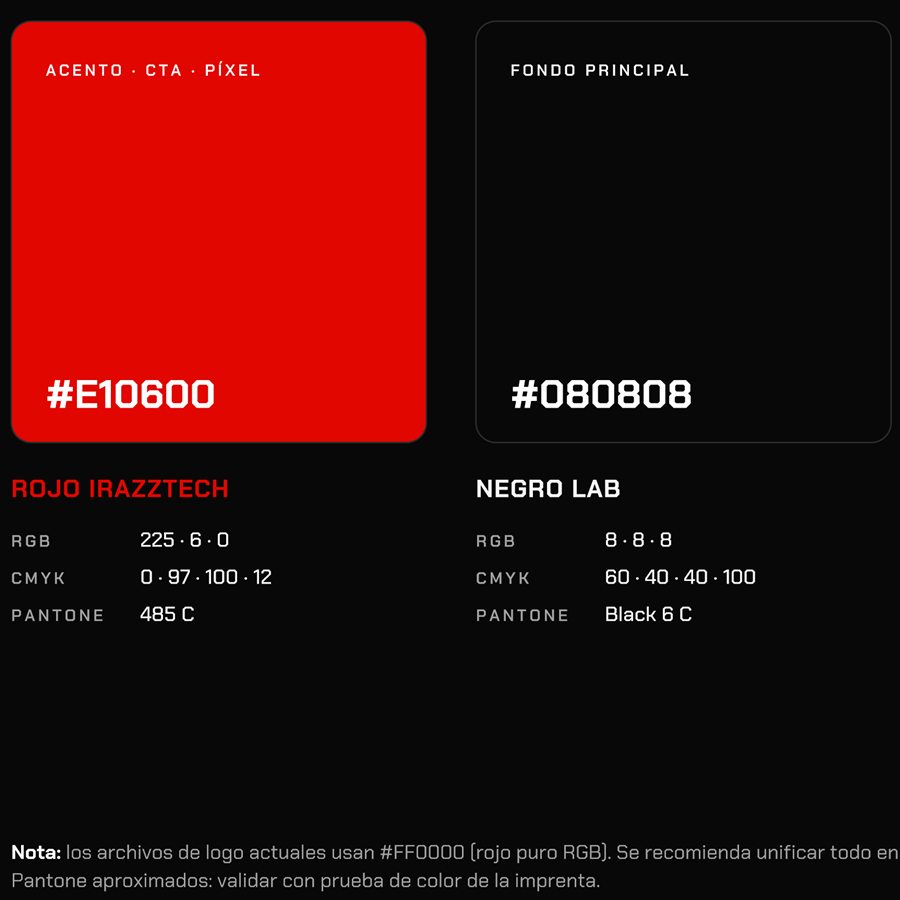 ACENTO · CTA · PÍXEL
FONDO PRINCIPAL
#E10600
#080808
ROJO IRAZZTECH
NEGRO LAB
RGB 225 · 6 · 0
RGB 8 · 8 · 8
CMYK 0 · 97 · 100 · 12
CMYK 60 · 40 · 40 · 100
PANTONE 485 C
PANTONE Black 6 C
Nota: los archivos de logo actuales usan #FF0000 (rojo puro RGB). Se recomienda unificar todo en
Pantone aproximados: validar con prueba de color de la imprenta.